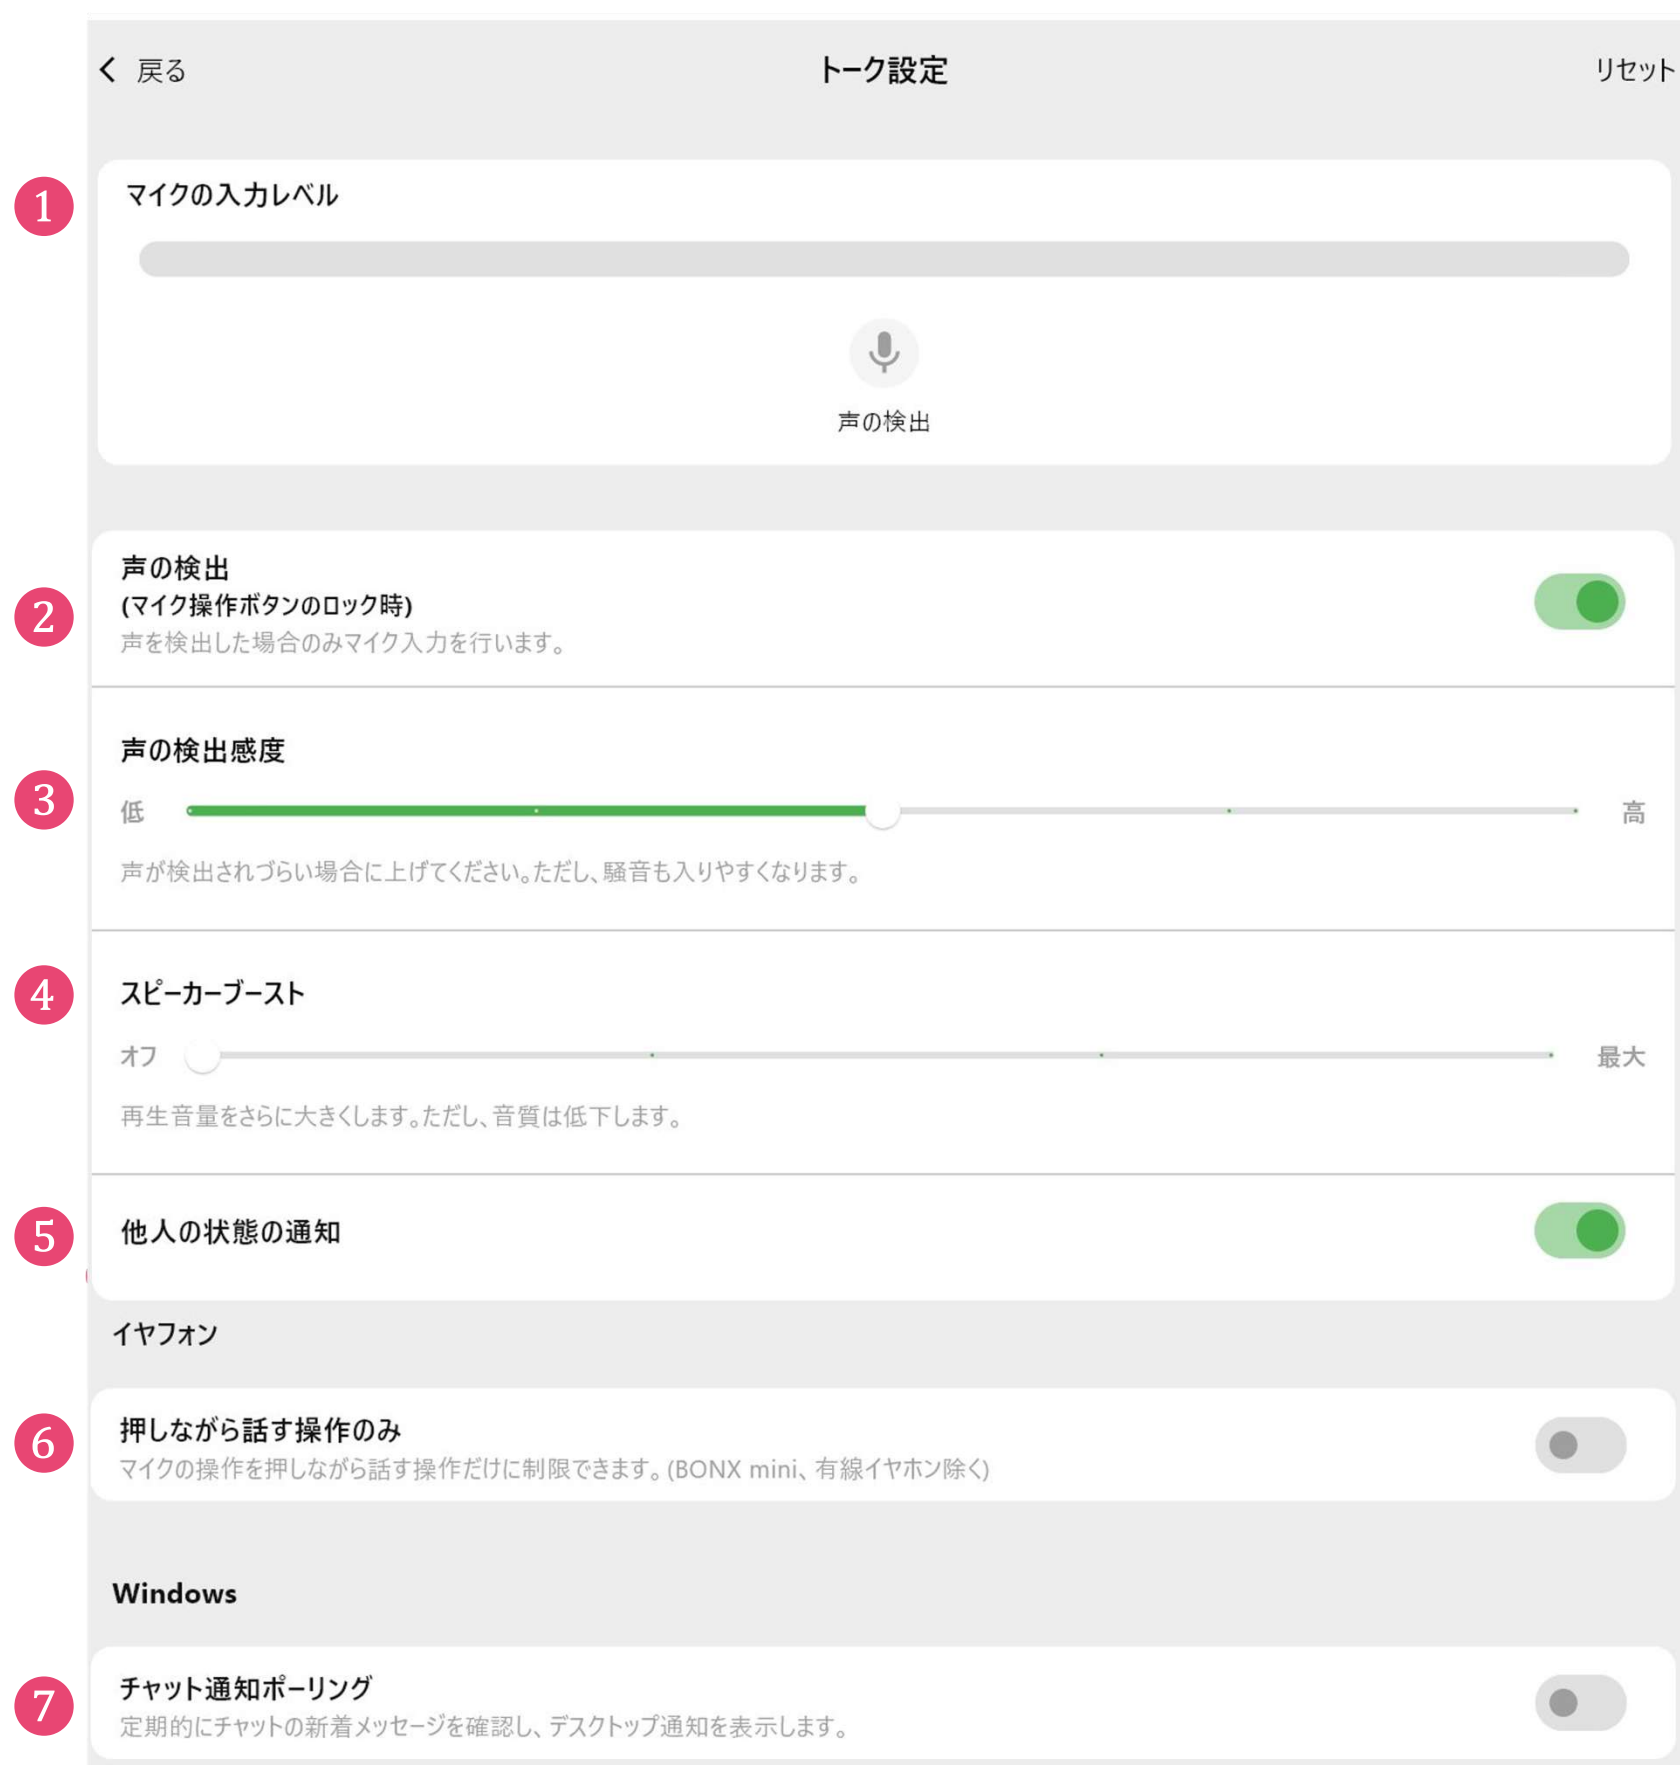 戻る
トーク設定
リセット
1
マイクの入力レベル
声の検出
声の検出
2
(マイク操作ボタンのロック時)
声を検出した場合のみマイク入力を行います。
声の検出感度
3
低
高
声が検出されづらい場合に上げてください。ただし、騒音も入りやすくなります。
4
スピーカーブースト
オフ
最大
再生音量をさらに大きくします。ただし、音質は低下します。
5
他人の状態の通知
イヤフォン
6
押しながら話す操作のみ
マイクの操作を押しながら話す操作だけに制限できます。(BONX mini、有線イヤホン除く)
Windows
7
チャット通知ポーリング
定期的にチャットの新着メッセージを確認し、デスクトップ通知を表示します。